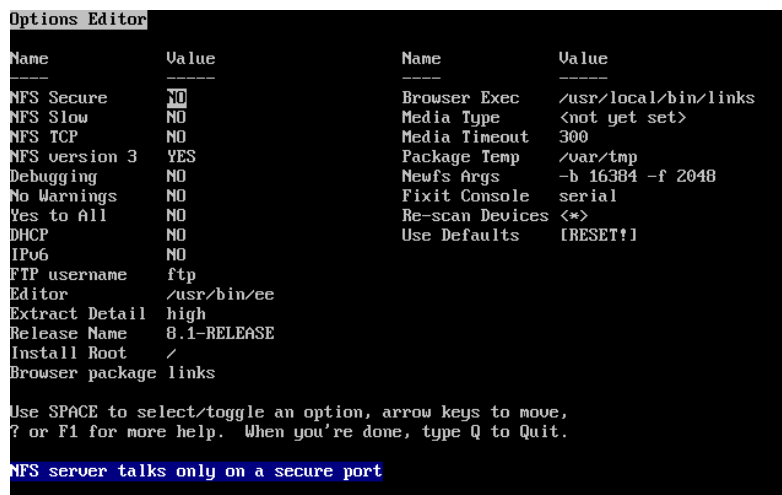 Options Editor
Name Value Name Value
---- ----- ---- -----
NFS Secure NO Browser Exec /usr/local/bin/links
NFS Slow NO Media Type <not yet set>
NFS TCP NO Media Timeout 300
NFS version 3 YES Package Temp /var/tmp
Debugging NO Newfs Args -b 16384 -f 2048
No Warnings NO Fixit Console serial
Yes to All NO Re-scan Devices <*>
DHCP NO Use Defaults [RESET!]
IPv6 NO
FTP username ftp
Editor /usr/bin/ee
Extract Detail high
Release Name 8.1-RELEASE
Install Root /
Browser package links
Use SPACE to select/toggle an option, arrow keys to move,
? or F1 for more help. When you're done, type Q to Quit.
NFS server talks only on a secure port